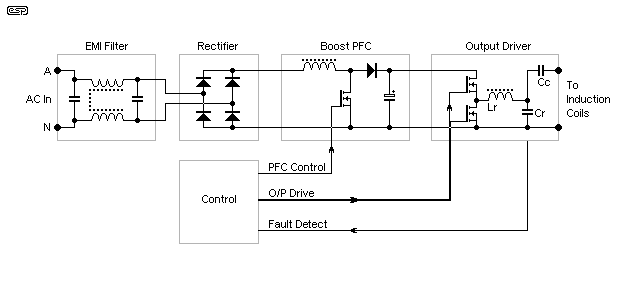 esp
EMI Filter
Rectifier
Boost PFC
Output Driver
A
AC In
N
Lr
Cc
Cr
To
Induction
Coils
Control
PFC Control
O/P Drive
Fault Detect